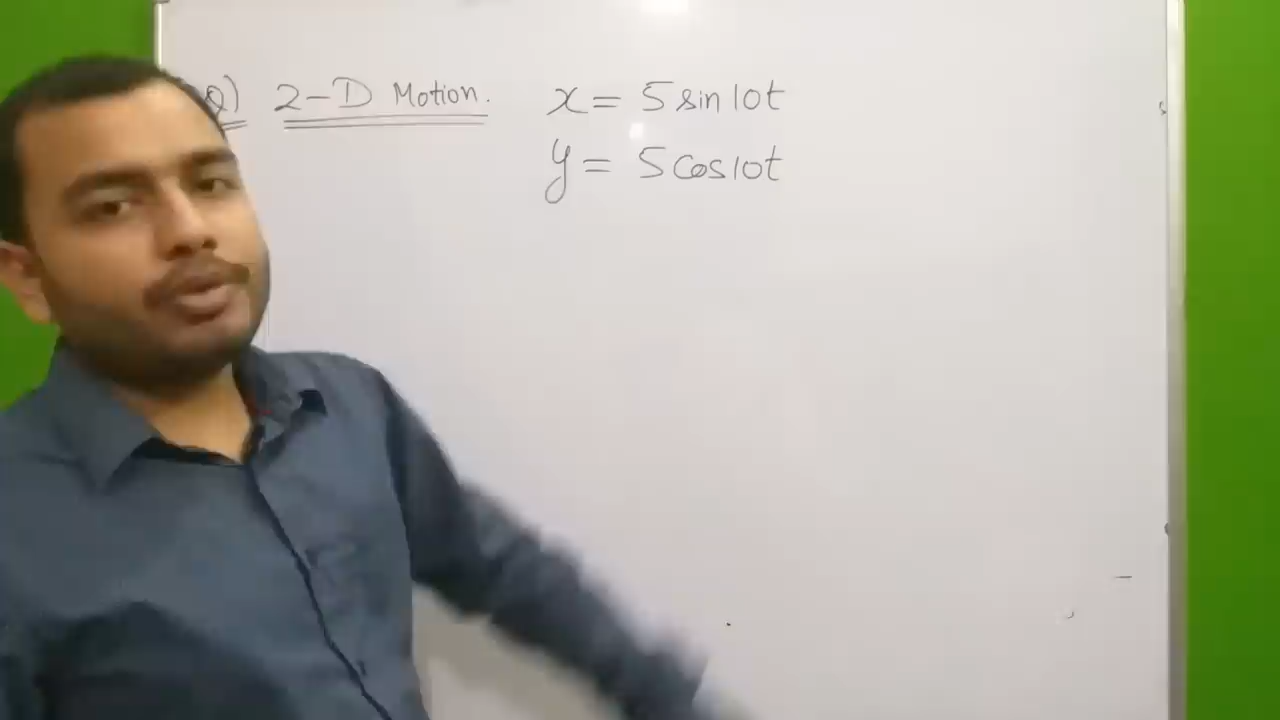 Q) 2-D Motion. x = 5 sin 10t
y = 5 cos 10t